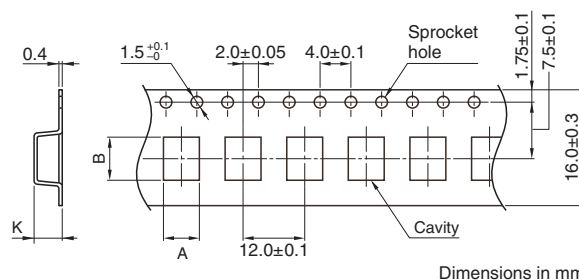 Sprocket
hole
0.4
1.5 +0.1 -0
2.0±0.05
4.0±0.1
1.75±0.1
7.5±0.1
16.0±0.3
B
K
A
12.0±0.1
Cavity
Dimensions in mm